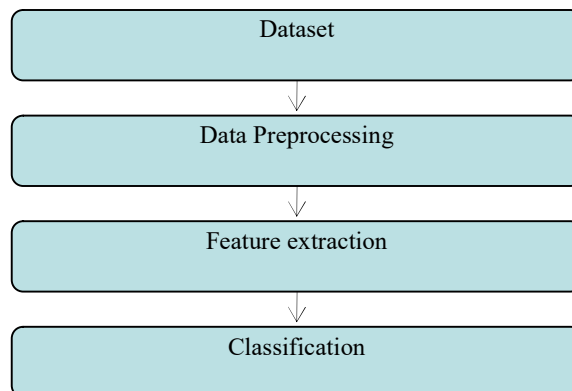 Dataset
Data Preprocessing
Feature extraction
Classification